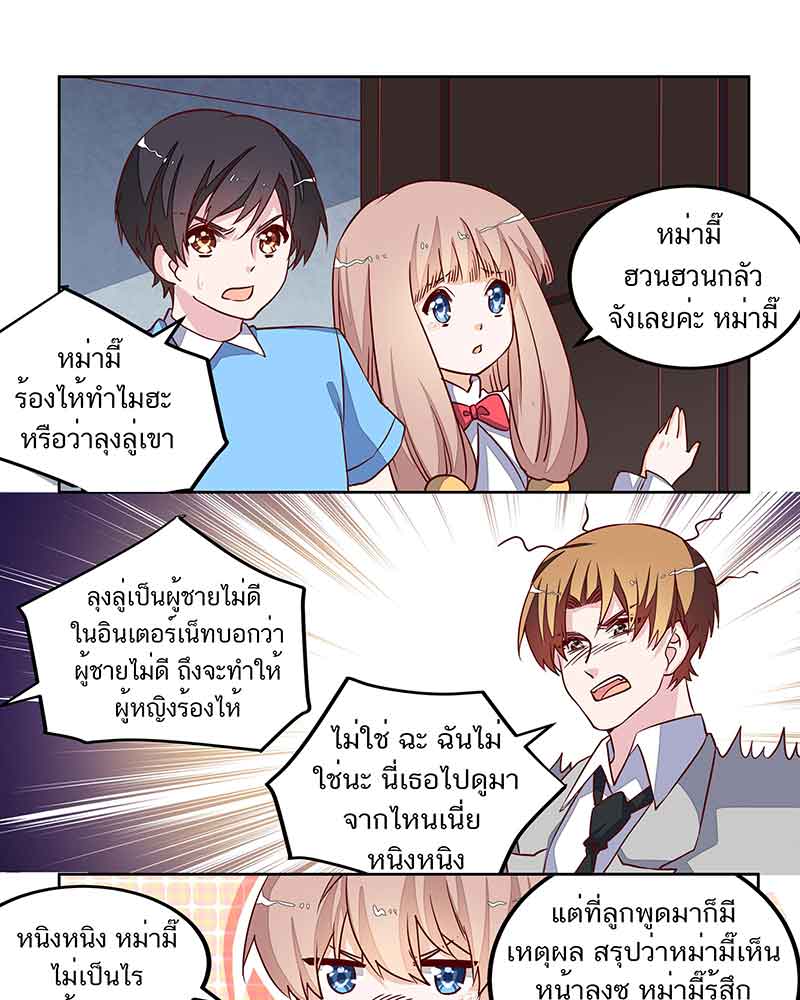 หม่ามี๊
ฮวนฮวนกลัว
จังเลยค่ะ หม่ามี๊
หม่ามี๊
ร้องไห้ทำไมฮะ
หรือว่าลุงลู่เขา
ลุงลู่เป็นผู้ชายไม่ดี
ในอินเตอร์เน็ทบอกว่า
ผู้ชายไม่ดี ถึงจะทำให้
ผู้หญิงร้องไห้
ไม่ใช่ ฉะ ฉันไม่
ใช่นะ นี่เธอไปดูมา
จากไหนเนี่ย
หนิงหนิง
หนิงหนิง หม่ามี๊
ไม่เป็นไร
แต่ที่ลูกพูดมาก็มี
เหตุผล สรุปว่าหม่ามี๊เห็น
หน้าลงซ หม่ามี๊รู้สึก